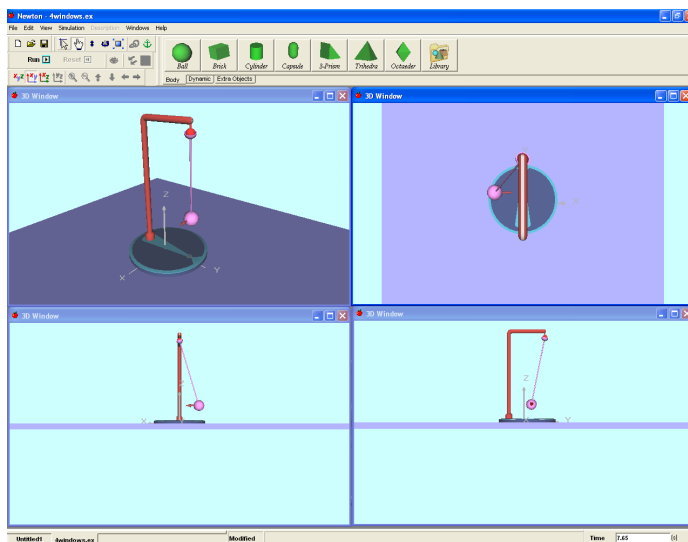 Newton - 4windows.ex
File Edit View Simulation Description Windows Help
Run Reset
Ball Brick Cylinder Capsule 3-Prism Trihedra Octaeder Library
Body Dynamic Extra Objects
3D Window
Z
X
Y
3D Window
3D Window
X
3D Window
Z
Y
Untitled1 4windows.ex Modified Time 7.65 [s]